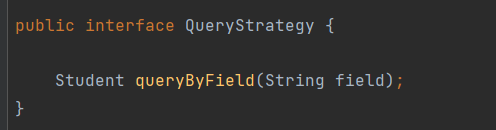 public interface QueryStrategy {
Student queryByField(String field);
}